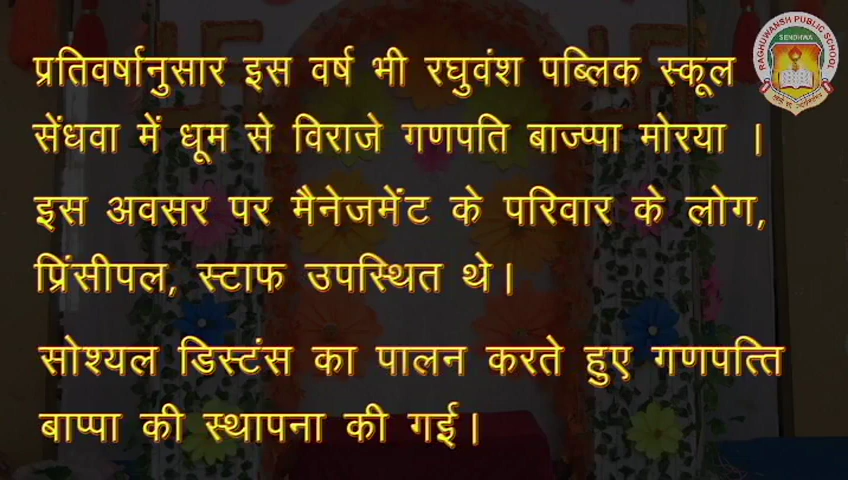 प्रतिवर्षानुसार इस वर्ष भी रघुवंश पब्लिक स्कूल
सेंधवा में धूम से विराजे गणपति बाज्प्पा मोरया ।
इस अवसर पर मैनेजमेंट के परिवार के लोग,
प्रिंसीपल, स्टाफ उपस्थित थे।
सोश्यल डिस्टंस का पालन करते हुए गणपत्ति
बाप्पा की स्थापना की गई।
RAGHUWANSH PUBLIC SCHOOL
SENDHWA